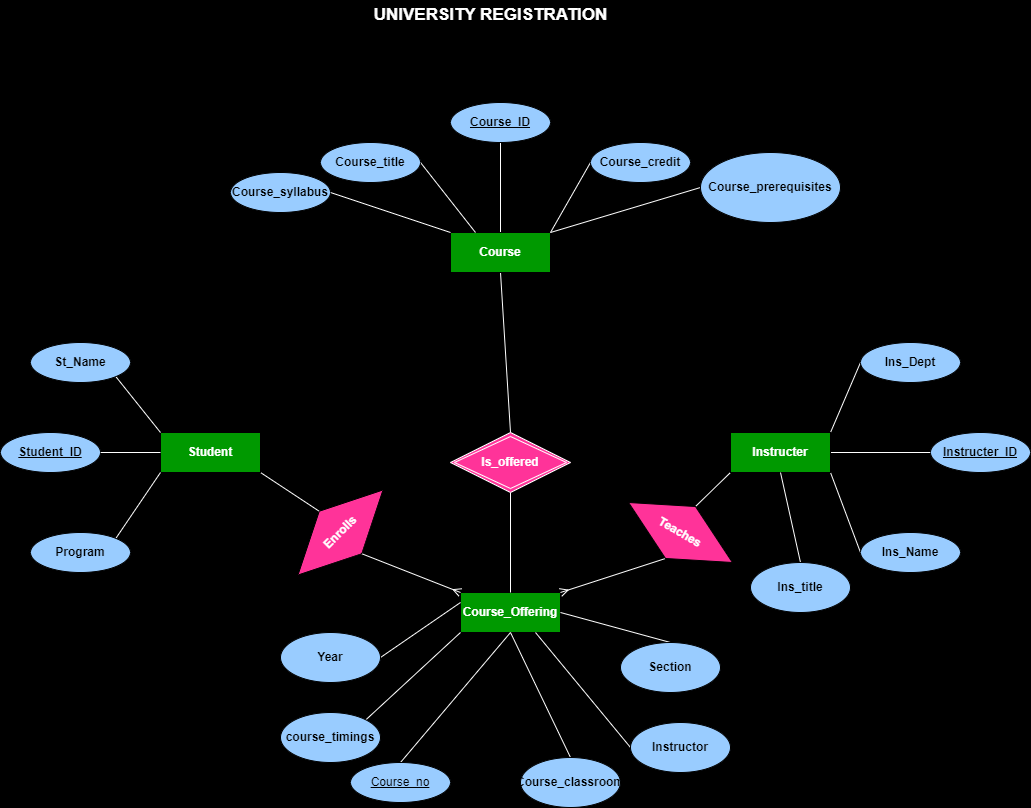 UNIVERSITY REGISTRATION
Course_ID
Course_title
Course_credit
Course_syllabus
Course_prerequisites
Course
St_Name
Ins_Dept
Student_ID
Student
Is_offered
Instructer
Instructer_ID
Enrolls
Teaches
Program
Ins_Name
Ins_title
Course_Offering
Year
Section
course_timings
Instructor
Course_no
Course_classroom